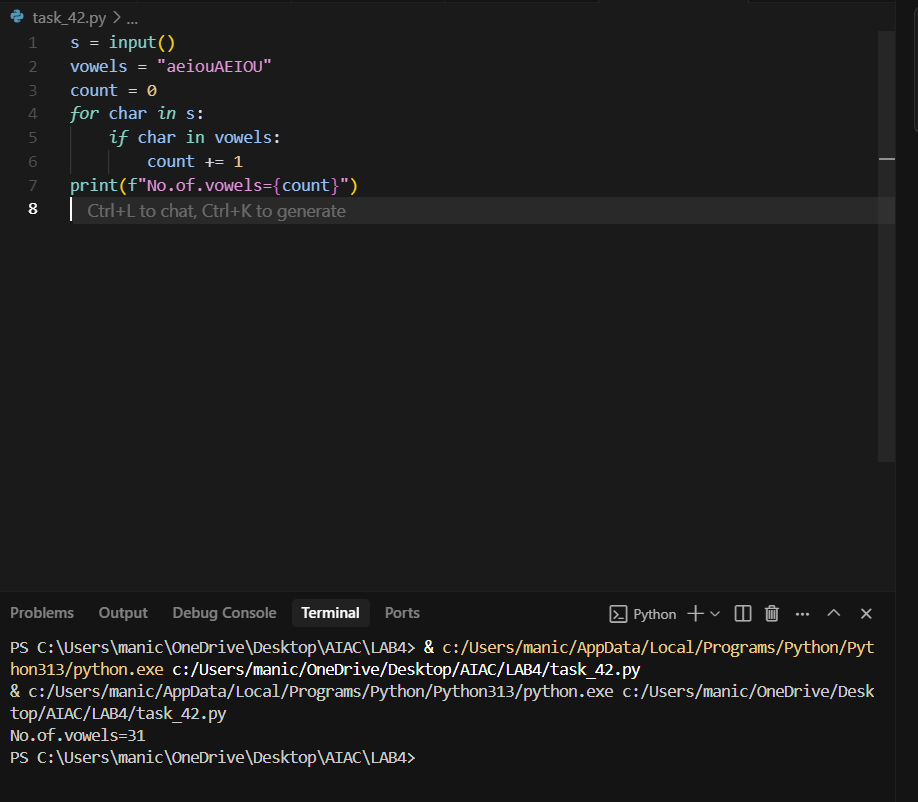 task_42.py > ...
1 s = input()
2 vowels = "aeiouAEIOU"
3 count = 0
4 for char in s:
5     if char in vowels:
6         count += 1
7 print(f"No.of.vowels={count}")
8 Ctrl+L to chat, Ctrl+K to generate
Problems Output Debug Console Terminal Ports Python
PS C:\Users\manic\OneDrive\Desktop\AIAC\LAB4> & c:/Users/manic/AppData/Local/Programs/Python/Pyt
hon313/python.exe c:/Users/manic/OneDrive/Desktop/AIAC/LAB4/task_42.py
& c:/Users/manic/AppData/Local/Programs/Python/Python313/python.exe c:/Users/manic/OneDrive/Desk
top/AIAC/LAB4/task_42.py
No.of.vowels=31
PS C:\Users\manic\OneDrive\Desktop\AIAC\LAB4>